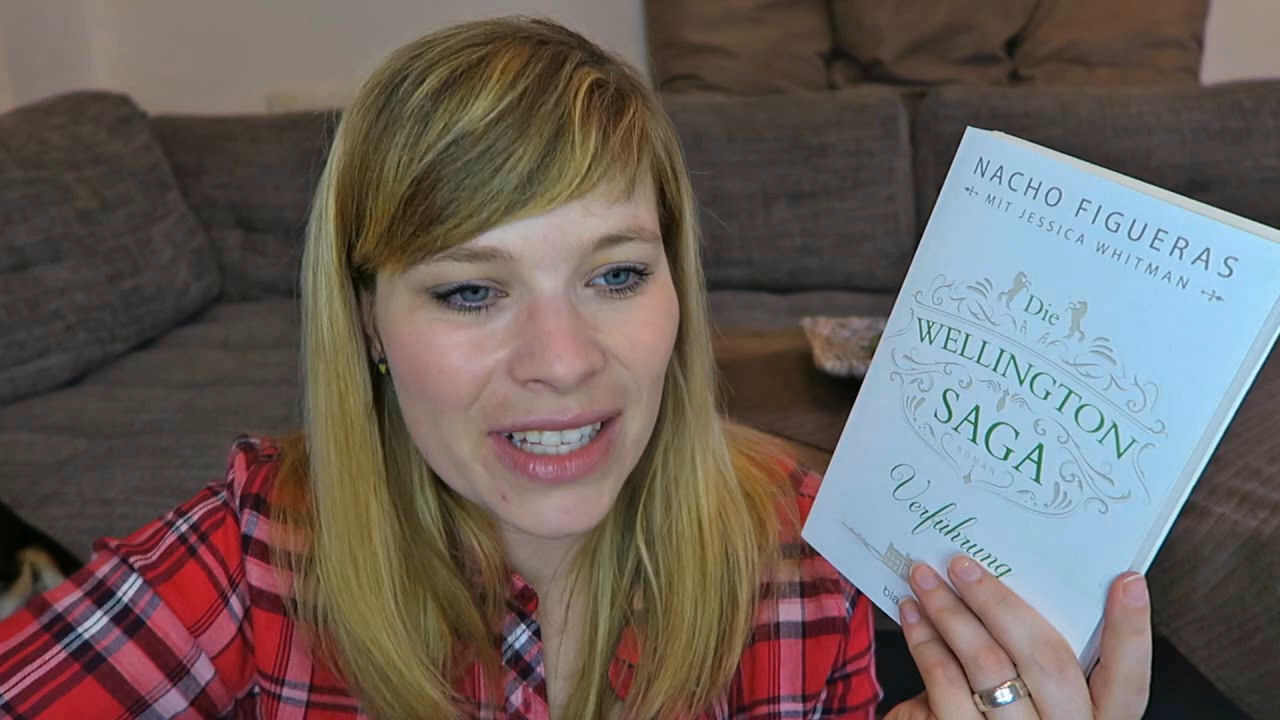 NACHO FIGUERAS
MIT JESSICA WHITMAN
Die
WELLINGTON
SAGA
ROMAN
Verführung